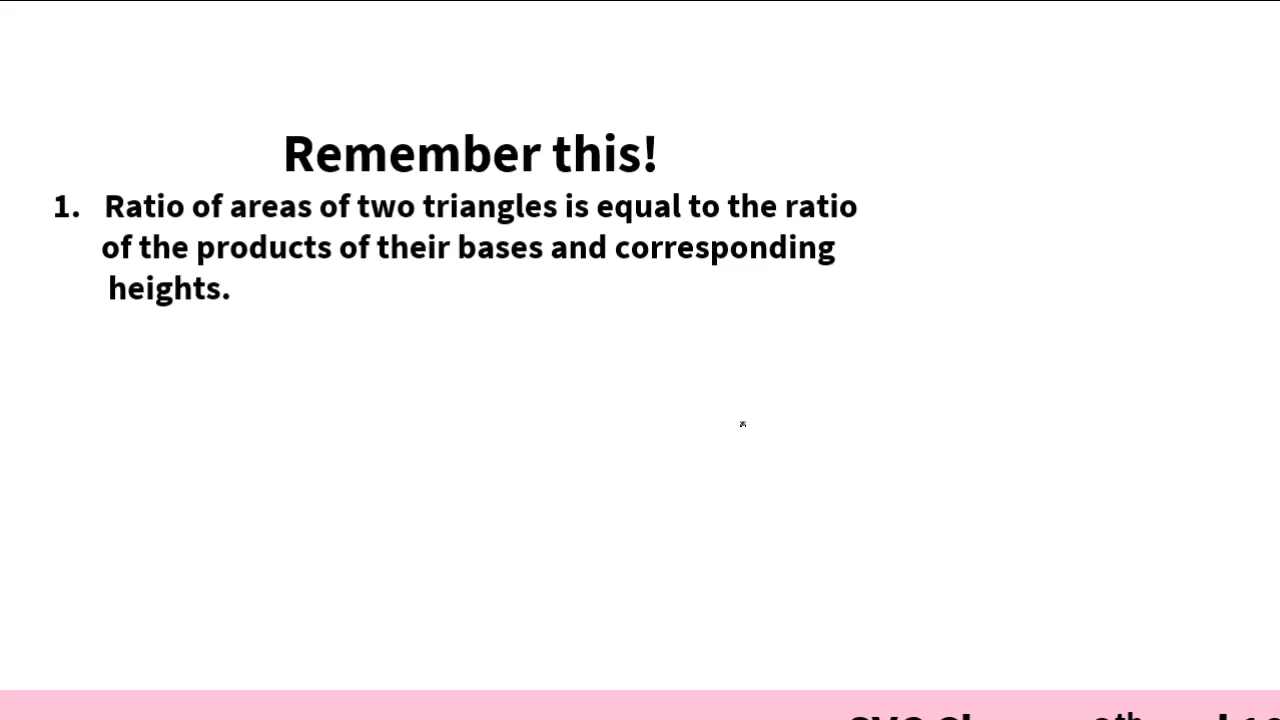 Remember this!
1. Ratio of areas of two triangles is equal to the ratio
of the products of their bases and corresponding
heights.